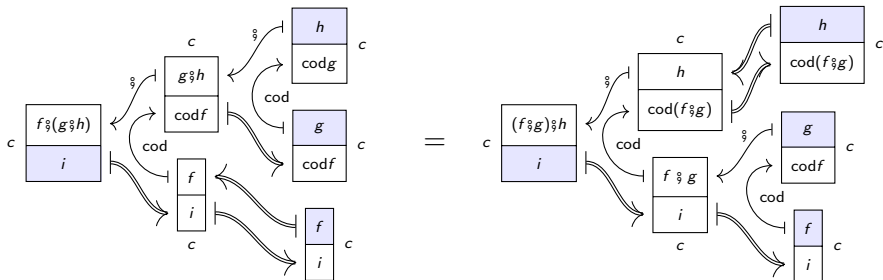 h
c
⨟
c
g⨟h
codg
cod
⨟
codf
f⨟(g⨟h)
g
c
i
codf
c
cod
f
i
c
f
c
i
=
h
c
cod(f⨟g)
c
h
⨟
cod(f⨟g)
(f⨟g)⨟h
g
c
i
codf
c
⨟
cod
f ⨟ g
i
c
cod
f
c
i